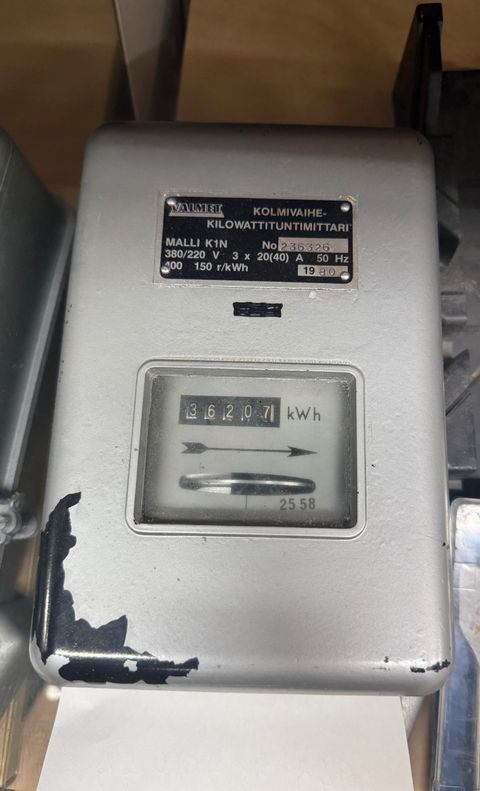 VALMET
KOLMIVAIHE-
KILOWATTITUNTIMITTARI
MALLI K1N No 236326
380/220 V 3 x 20(40) A 50 Hz
400 150 r/kWh 1980
36207 kWh
2558